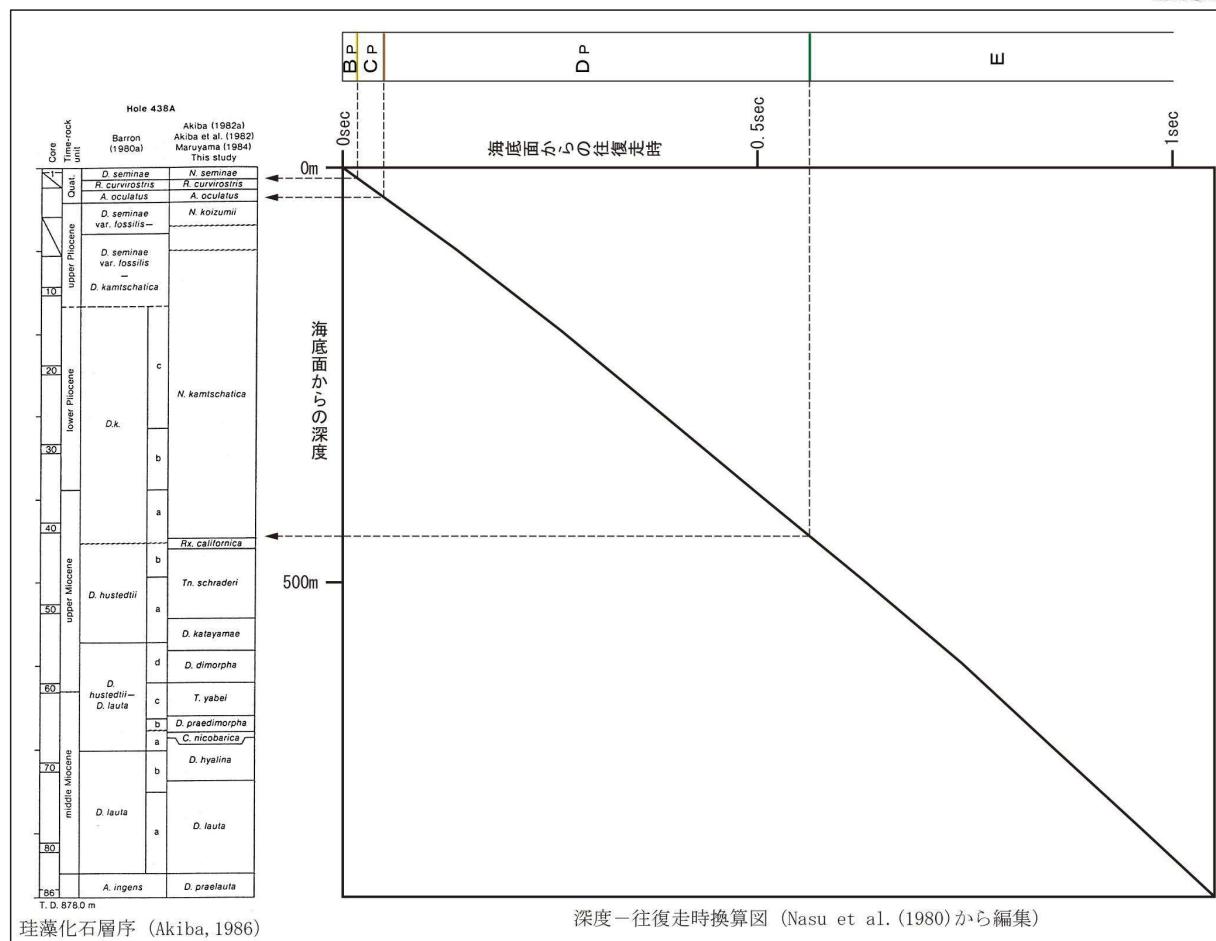 BP
CP
DP
E
0sec
0.5sec
1sec
海底面からの往復走時
0m
500m
海底面からの深度
Hole 438A
Core
Time-rock unit
Barron
(1980a)
Akiba (1982a)
Akiba et al. (1982)
Maruyama (1984)
This study
1
10
20
30
40
50
60
70
80
86
Quat.
upper Pliocene
lower Pliocene
upper Miocene
middle Miocene
D. seminae
R. curvirostris
A. oculatus
D. seminae
var. fossilis—
D. seminae
var. fossilis
—
D. kamtschatica
D.k.
c
b
a
D. hustedtii
b
a
D.
hustedtii—
D. lauta
d
c
b
a
D. lauta
b
a
A. ingens
N. seminae
R. curvirostris
A. oculatus
N. koizumii
N. kamtschatica
Rx. californica
Tn. schraderi
D. katayamae
D. dimorpha
T. yabei
D. praedimorpha
C. nicobarica
D. hyalina
D. lauta
D. praelauta
T. D. 878.0 m
珪藻化石層序 (Akiba,1986)
深度－往復走時換算図 (Nasu et al.(1980)から編集)